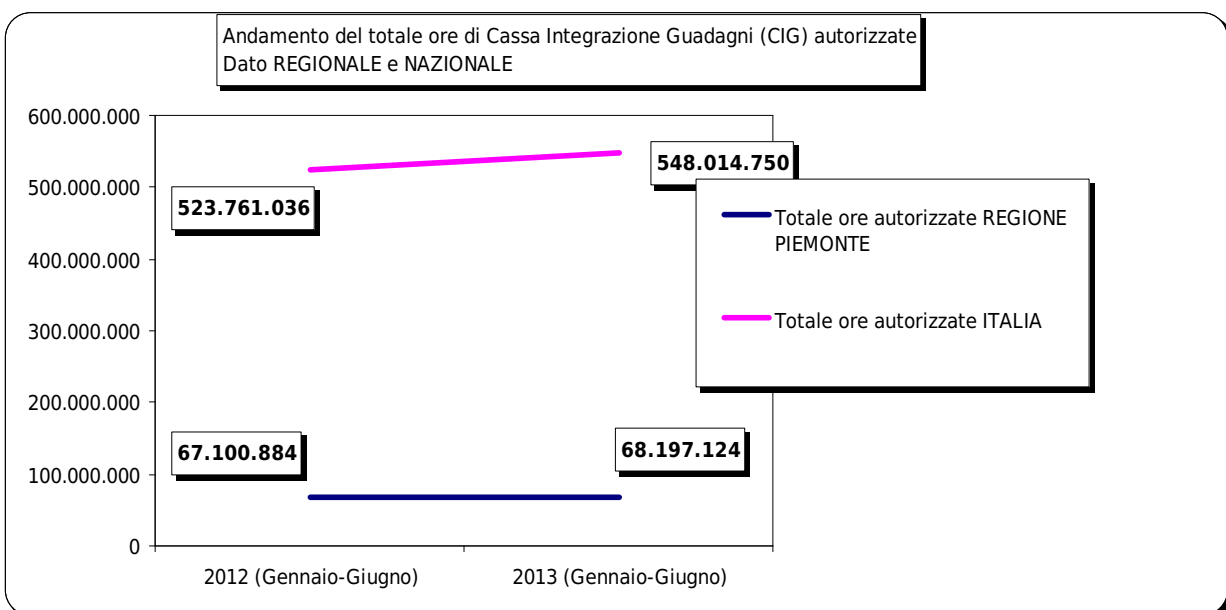 Andamento del totale ore di Cassa Integrazione Guadagni (CIG) autorizzate
Dato REGIONALE e NAZIONALE
600.000.000
500.000.000
400.000.000
300.000.000
200.000.000
100.000.000
0
523.761.036
548.014.750
67.100.884
68.197.124
2012 (Gennaio-Giugno)
2013 (Gennaio-Giugno)
Totale ore autorizzate REGIONE
PIEMONTE
Totale ore autorizzate ITALIA